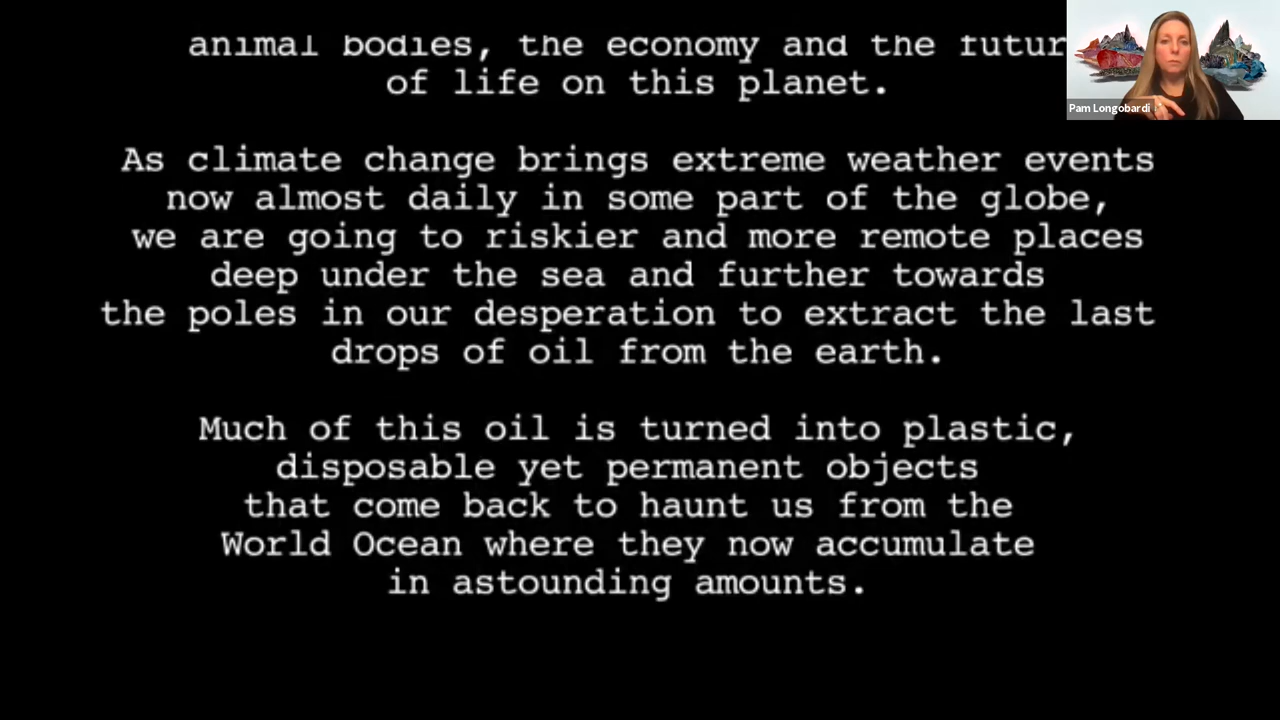 animal bodies, the economy and the futur
of life on this planet.
As climate change brings extreme weather events
now almost daily in some part of the globe,
we are going to riskier and more remote places
deep under the sea and further towards
the poles in our desperation to extract the last
drops of oil from the earth.
Much of this oil is turned into plastic,
disposable yet permanent objects
that come back to haunt us from the
World Ocean where they now accumulate
in astounding amounts.
Pam Longobardi